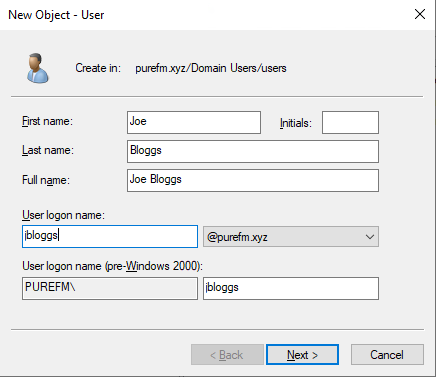 New Object - User
Create in: purefm.xyz/Domain Users/users
First name: Joe Initials:
Last name: Bloggs
Full name: Joe Bloggs
User logon name:
jbloggs @purefm.xyz
User logon name (pre-Windows 2000):
PUREFM\ jbloggs
< Back Next > Cancel